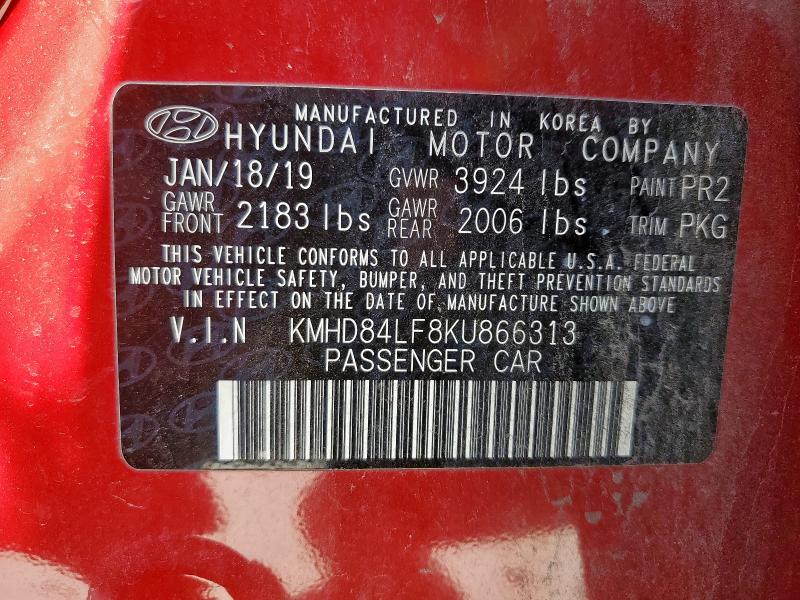 MANUFACTURED IN KOREA BY
HYUNDAI MOTOR COMPANY
JAN/18/19 GVWR 3924 lbs PAINT PR2
GAWR FRONT 2183 lbs GAWR REAR 2006 lbs TRIM PKG
THIS VEHICLE CONFORMS TO ALL APPLICABLE U.S.A. FEDERAL
MOTOR VEHICLE SAFETY, BUMPER, AND THEFT PREVENTION STANDARDS
IN EFFECT ON THE DATE OF MANUFACTURE SHOWN ABOVE
V.I.N KMHD84LF8KU866313
PASSENGER CAR